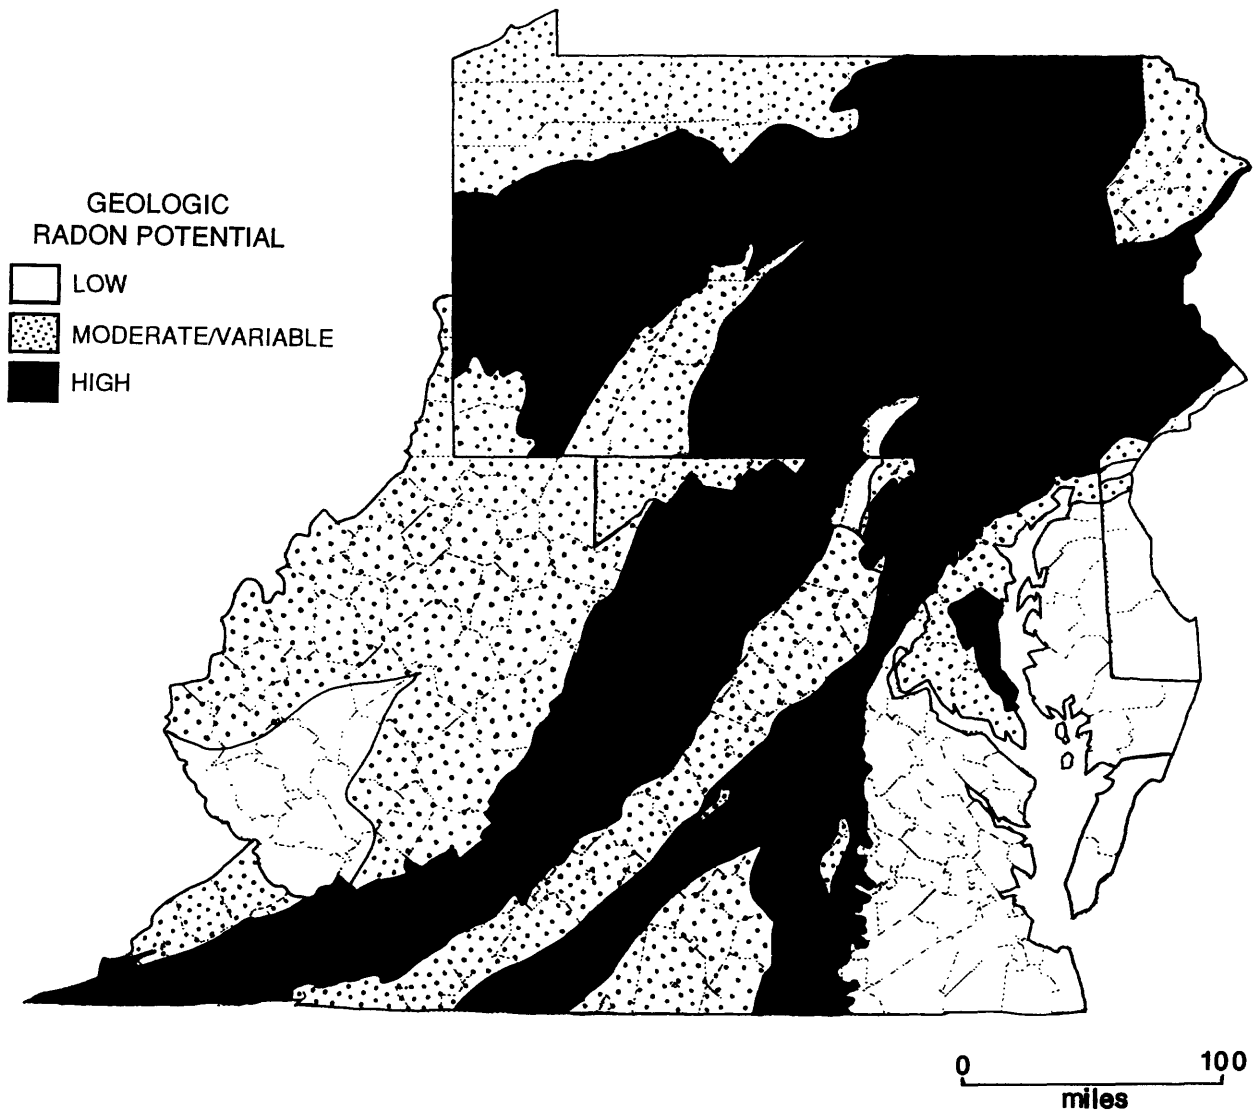 GEOLOGIC
RADON POTENTIAL
LOW
MODERATE/VARIABLE
HIGH
0 100
miles